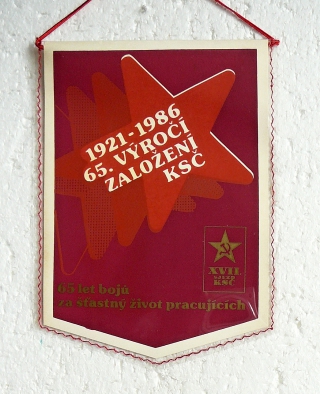 1921-1986
65. VÝROČÍ
ZALOŽENÍ
KSČ
XVII.
SJEZD
KSČ
65 let bojů
za šťastný život pracujících